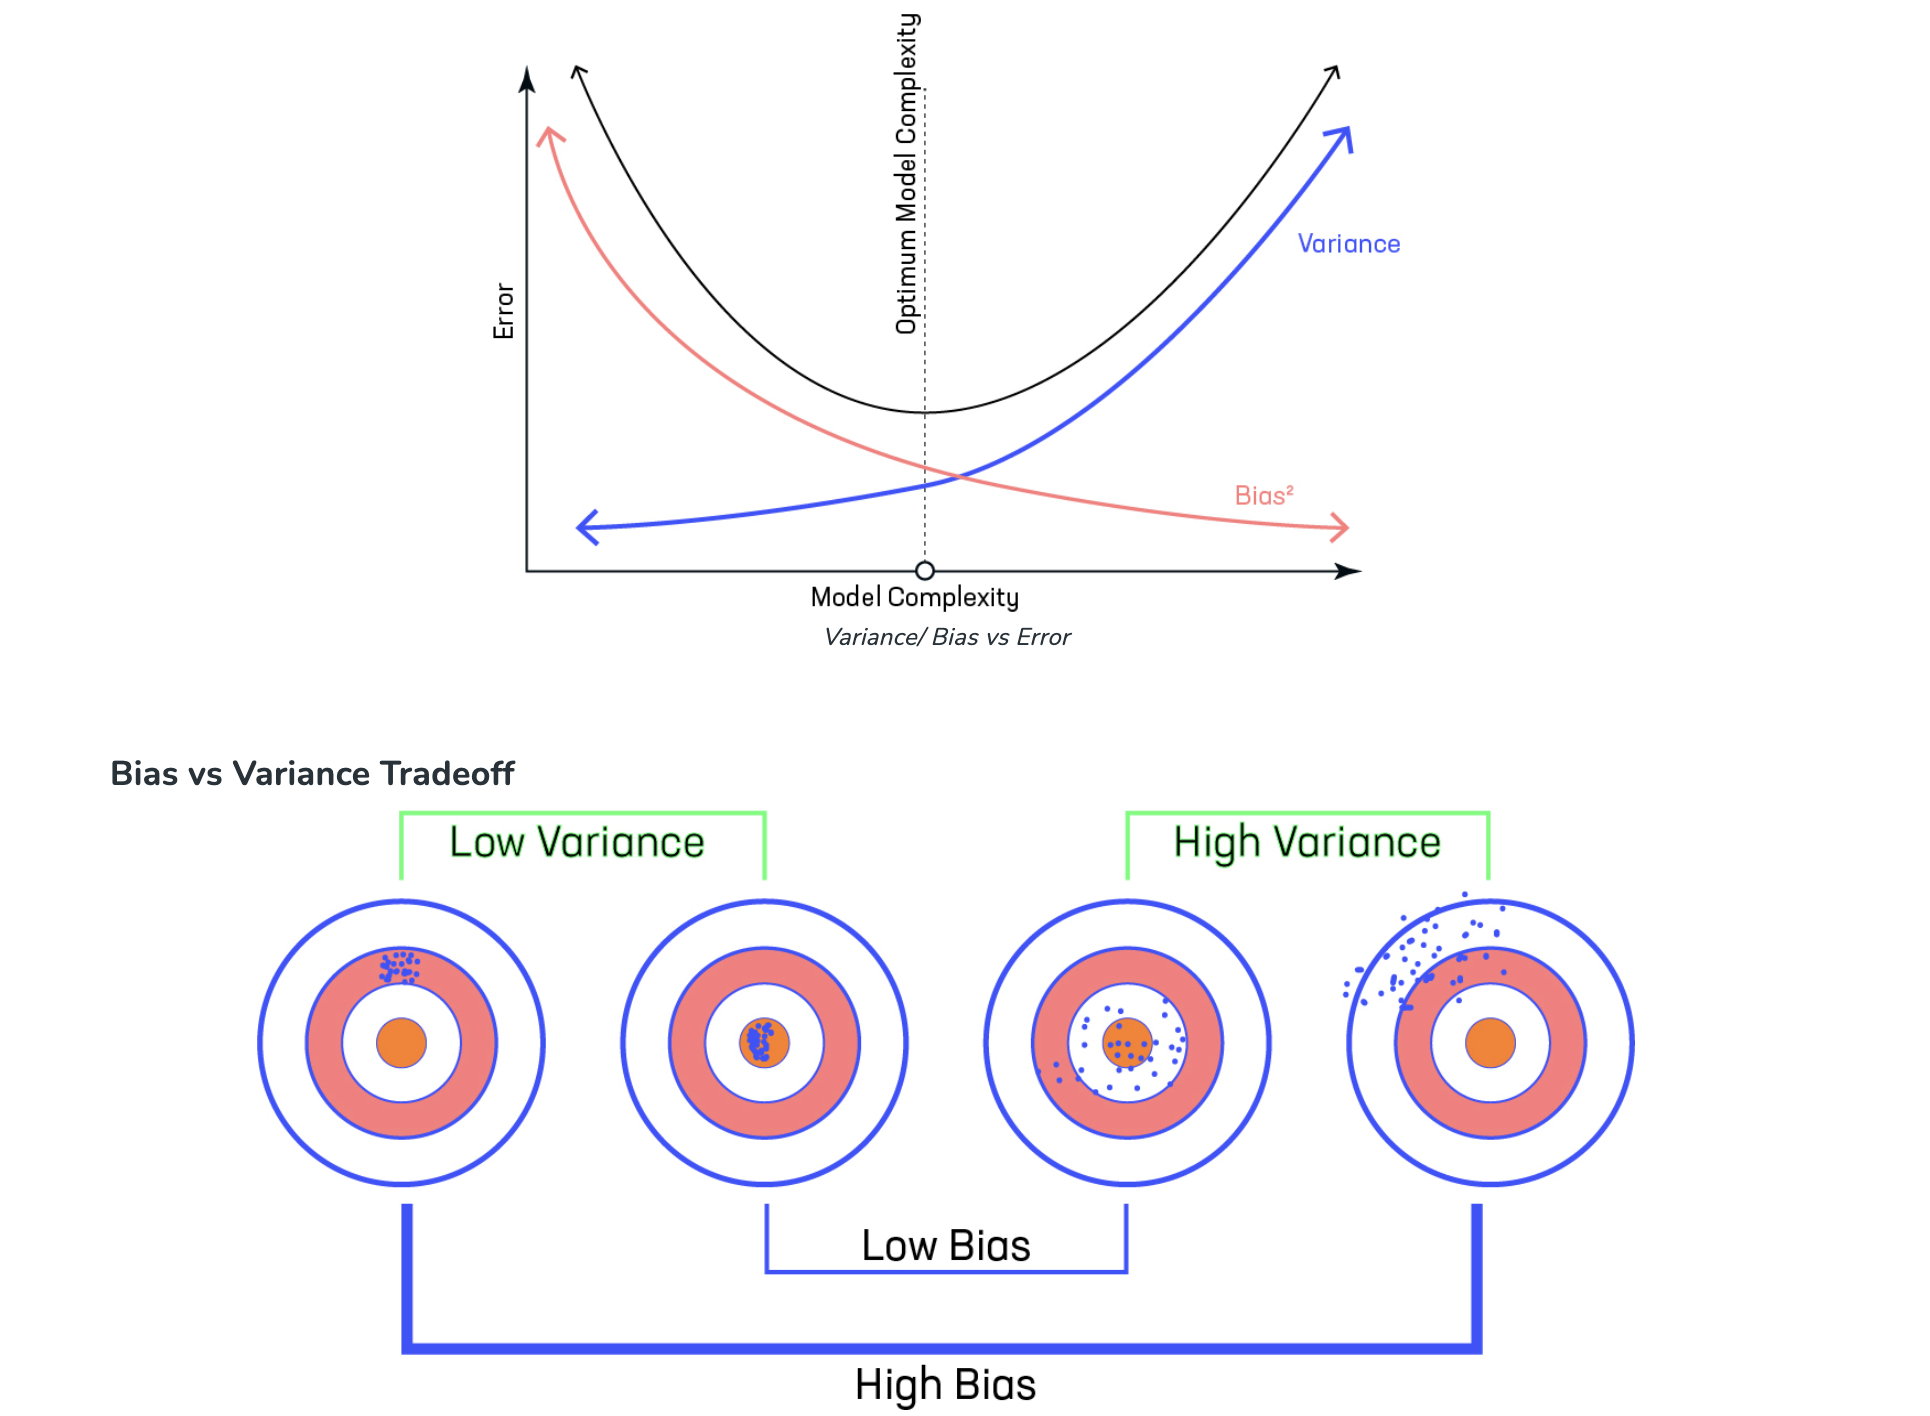 Optimum Model Complexity
Error
Variance
Bias²
Model Complexity
Variance/ Bias vs Error
Bias vs Variance Tradeoff
Low Variance
High Variance
Low Bias
High Bias